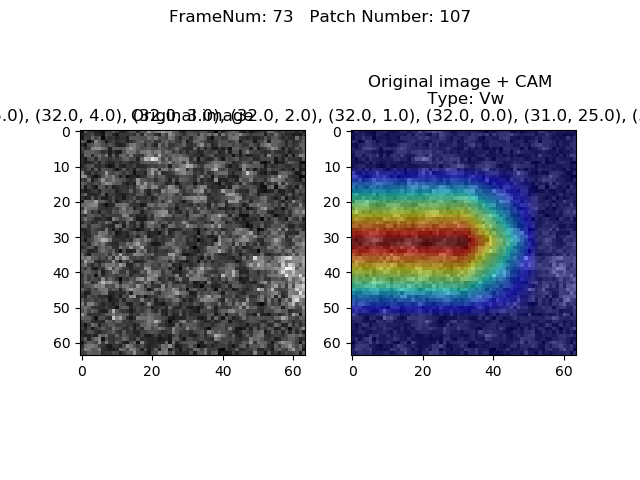 FrameNum: 73   Patch Number: 107
Original image + CAM
Type: Vw
.0), (32.0, 4.0), (32.0, 3.0), (32.0, 2.0), (32.0, 1.0), (32.0, 0.0), (31.0, 25.0), (
Original image
0
10
20
30
40
50
60
0 20 40 60
0
10
20
30
40
50
60
0 20 40 60